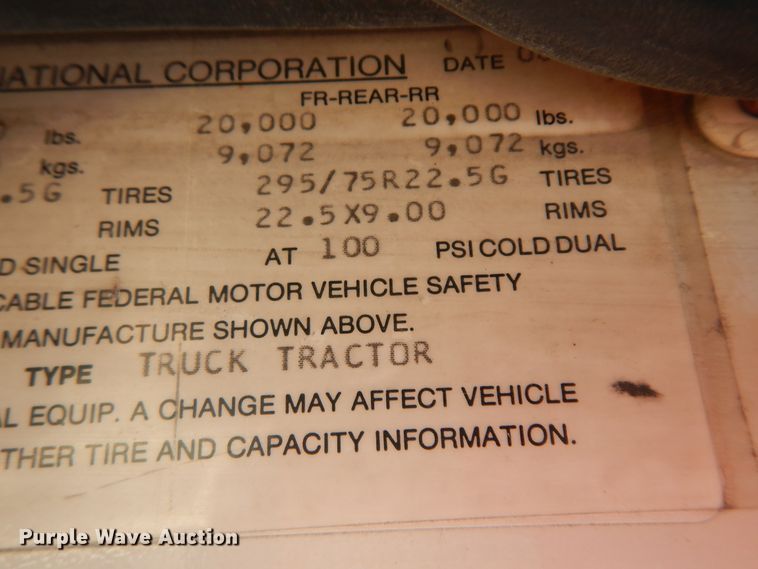 NATIONAL CORPORATION DATE
FR-REAR-RR
lbs. 20,000 20,000 lbs.
kgs. 9,072 9,072 kgs.
.5G TIRES 295/75R22.5G TIRES
RIMS 22.5X9.00 RIMS
D SINGLE AT 100 PSI COLD DUAL
CABLE FEDERAL MOTOR VEHICLE SAFETY
MANUFACTURE SHOWN ABOVE.
TYPE TRUCK TRACTOR
AL EQUIP. A CHANGE MAY AFFECT VEHICLE
THER TIRE AND CAPACITY INFORMATION.
Purple Wave Auction